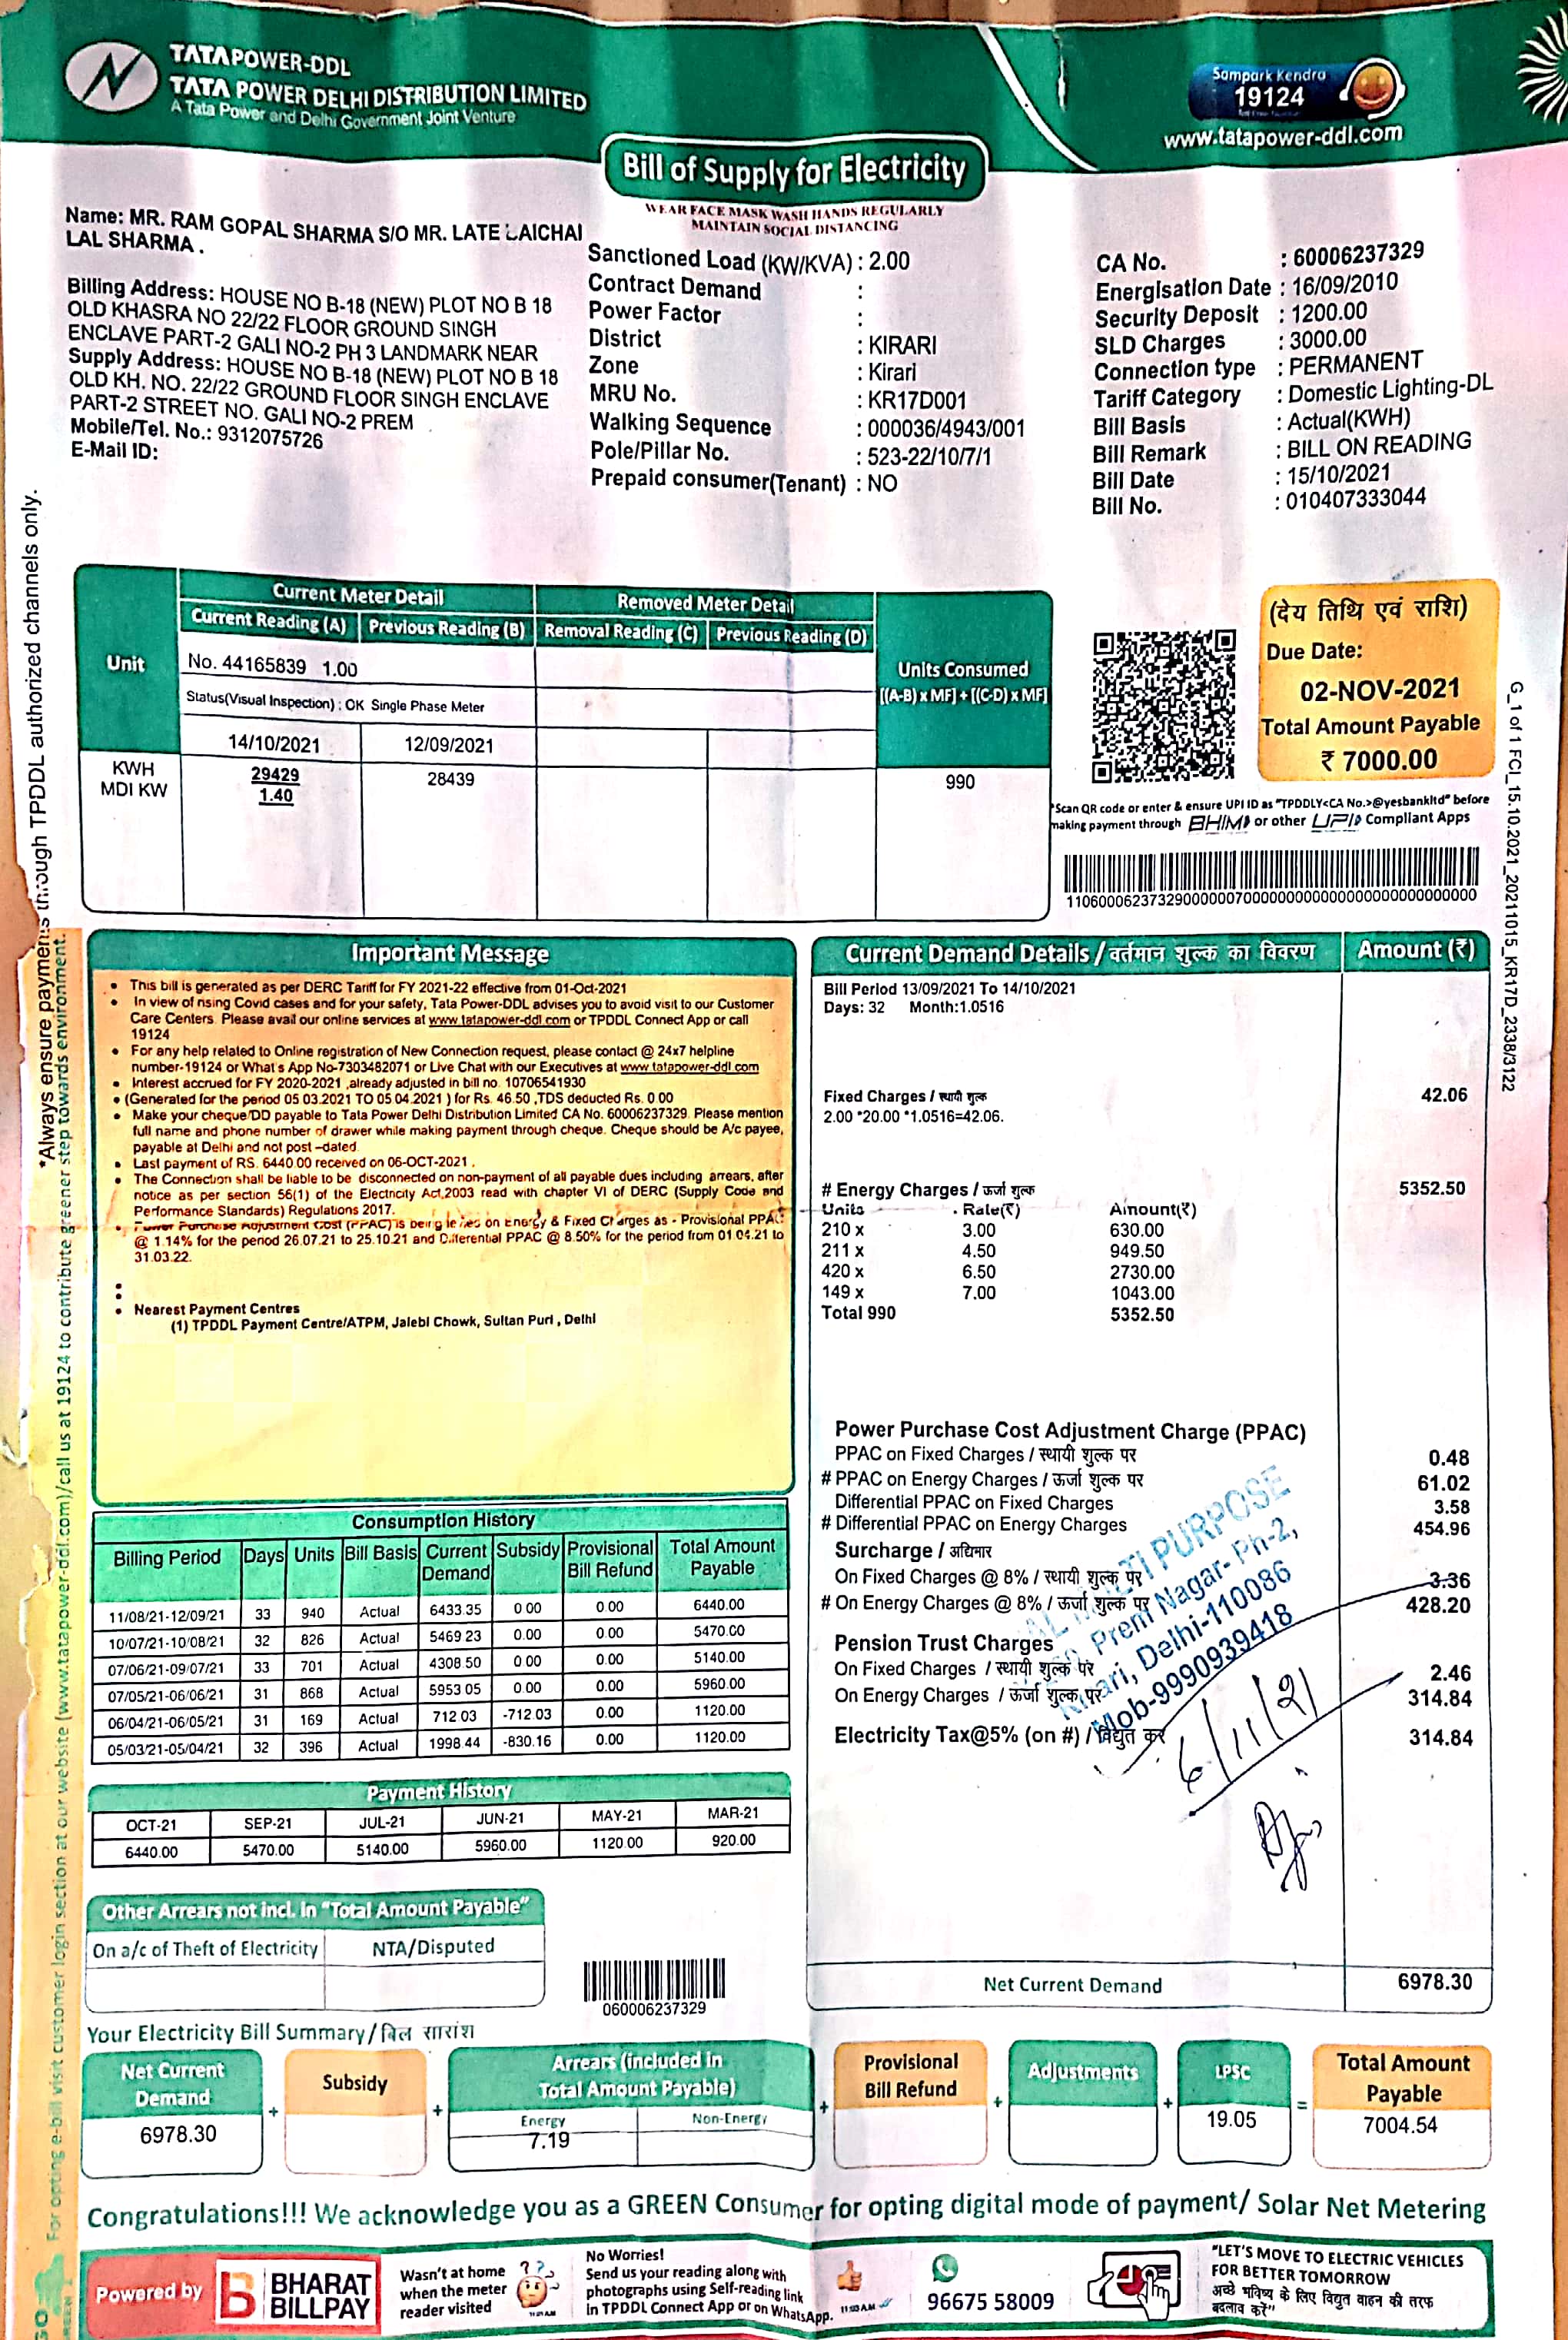 TATA POWER-DDL
TATA POWER DELHI DISTRIBUTION LIMITED
A Tata Power and Delhi Government Joint Venture
Sampark Kendra
19124
www.tatapower-ddl.com
Bill of Supply for Electricity
WEAR FACE MASK WASH HANDS REGULARLY
MAINTAIN SOCIAL DISTANCING
Name: MR. RAM GOPAL SHARMA S/O MR. LATE LAICHAI
LAL SHARMA .
Billing Address: HOUSE NO B-18 (NEW) PLOT NO B 18
OLD KHASRA NO 22/22 FLOOR GROUND SINGH
ENCLAVE PART-2 GALI NO-2 PH 3 LANDMARK NEAR
Supply Address: HOUSE NO B-18 (NEW) PLOT NO B 18
OLD KH. NO. 22/22 GROUND FLOOR SINGH ENCLAVE
PART-2 STREET NO. GALI NO-2 PREM
Mobile/Tel. No.: 9312075726
E-Mail ID:
Sanctioned Load (KW/KVA) : 2.00
Contract Demand :
Power Factor :
District : KIRARI
Zone : Kirari
MRU No. : KR17D001
Walking Sequence : 000036/4943/001
Pole/Pillar No. : 523-22/10/7/1
Prepaid consumer(Tenant) : NO
CA No. : 60006237329
Energisation Date : 16/09/2010
Security Deposit : 1200.00
SLD Charges : 3000.00
Connection type : PERMANENT
Tariff Category : Domestic Lighting-DL
Bill Basis : Actual(KWH)
Bill Remark : BILL ON READING
Bill Date : 15/10/2021
Bill No. : 010407333044
Unit
Current Meter Detail
Removed Meter Detail
Current Reading (A) Previous Reading (B) Removal Reading (C) Previous Reading (D)
Units Consumed
[(A-B) x MF] + [(C-D) x MF]
No. 44165839 1.00
Status(Visual Inspection) : OK Single Phase Meter
14/10/2021 12/09/2021
KWH 29429 28439 990
MDI KW 1.40
(देय तिथि एवं राशि)
Due Date:
02-NOV-2021
Total Amount Payable
₹ 7000.00
*Scan QR code or enter & ensure UPI ID as "TPDDLY<CA No.>@yesbankltd" before
making payment through BHIM or other UPI Compliant Apps
G_1 of 1 FCI_15.10.2021_20211015_KR17D_2338/3122
*Always ensure payments through TPDDL authorized channels only.
For opting e-bill visit customer login section at our website (www.tatapower-ddl.com)/call us at 19124 to contribute greener step towards environment.
Important Message
• This bill is generated as per DERC Tariff for FY 2021-22 effective from 01-Oct-2021
• In view of rising Covid cases and for your safety, Tata Power-DDL advises you to avoid visit to our Customer
Care Centers. Please avail our online services at www.tatapower-ddl.com or TPDDL Connect App or call
19124
• For any help related to Online registration of New Connection request, please contact @ 24x7 helpline
number-19124 or What's App No-7303482071 or Live Chat with our Executives at www tatapower-ddl com
• Interest accrued for FY 2020-2021 ,already adjusted in bill no. 10706541930
• (Generated for the period 05 03.2021 TO 05 04.2021 ) for Rs. 46.50 ,TDS deducted Rs. 0 00
• Make your cheque/DD payable to Tata Power Delhi Distribution Limited CA No. 60006237329. Please mention
full name and phone number of drawer while making payment through cheque. Cheque should be A/c payee,
payable at Delhi and not post -dated.
• Last payment of RS. 6440.00 received on 06-OCT-2021 .
• The Connection shall be liable to be disconnected on non-payment of all payable dues including arrears, after
notice as per section 56(1) of the Electricity Act,2003 read with chapter VI of DERC (Supply Code and
Performance Standards) Regulations 2017.
• Power Purchase Adjustment Cost (PPAC) is being levied on Energy & Fixed Charges as - Provisional PPAC
@ 1.14% for the period 26.07.21 to 25.10.21 and Differential PPAC @ 8.50% for the period from 01.04.21 to
31.03.22.
• Nearest Payment Centres
(1) TPDDL Payment Centre/ATPM, Jalebi Chowk, Sultan Puri , Delhi
Current Demand Details / वर्तमान शुल्क का विवरण Amount (₹)
Bill Period 13/09/2021 To 14/10/2021
Days: 32 Month:1.0516
Fixed Charges / स्थायी शुल्क 42.06
2.00 *20.00 *1.0516=42.06.
# Energy Charges / ऊर्जा शुल्क 5352.50
Units Rate(₹) Amount(₹)
210 x 3.00 630.00
211 x 4.50 949.50
420 x 6.50 2730.00
149 x 7.00 1043.00
Total 990 5352.50
Power Purchase Cost Adjustment Charge (PPAC)
PPAC on Fixed Charges / स्थायी शुल्क पर 0.48
# PPAC on Energy Charges / ऊर्जा शुल्क पर 61.02
Differential PPAC on Fixed Charges 3.58
# Differential PPAC on Energy Charges 454.96
Surcharge / अधिभार
On Fixed Charges @ 8% / स्थायी शुल्क पर 3.36
# On Energy Charges @ 8% / ऊर्जा शुल्क पर 428.20
Pension Trust Charges
On Fixed Charges / स्थायी शुल्क पर 2.46
On Energy Charges / ऊर्जा शुल्क पर 314.84
Electricity Tax@5% (on #) / विद्युत कर 314.84
PURPOSE
Prem Nagar- Ph-2,
Kirari, Delhi-110086
Mob-9990939418
6/11/21
Net Current Demand 6978.30
Consumption History
Billing Period Days Units Bill Basis Current Demand Subsidy Provisional Bill Refund Total Amount Payable
11/08/21-12/09/21 33 940 Actual 6433.35 0 00 0 00 6440.00
10/07/21-10/08/21 32 826 Actual 5469 23 0.00 0.00 5470.00
07/06/21-09/07/21 33 701 Actual 4308 50 0 00 0.00 5140.00
07/05/21-06/06/21 31 868 Actual 5953 05 0 00 0.00 5960.00
06/04/21-06/05/21 31 169 Actual 712 03 -712.03 0.00 1120.00
05/03/21-05/04/21 32 396 Actual 1998.44 -830.16 0.00 1120.00
Payment History
OCT-21 SEP-21 JUL-21 JUN-21 MAY-21 MAR-21
6440.00 5470.00 5140.00 5960.00 1120.00 920.00
Other Arrears not incl. in "Total Amount Payable"
On a/c of Theft of Electricity NTA/Disputed
060006237329
Your Electricity Bill Summary / बिल सारांश
Net Current Demand + Subsidy + Arrears (included in Total Amount Payable) + Provisional Bill Refund + Adjustments + LPSC = Total Amount Payable
Energy Non-Energy
6978.30 7.19 19.05 7004.54
Congratulations!!! We acknowledge you as a GREEN Consumer for opting digital mode of payment/ Solar Net Metering
Powered by
BHARAT
BILLPAY
Wasn't at home
when the meter
reader visited
No Worries!
Send us your reading along with
photographs using Self-reading link
in TPDDL Connect App or on WhatsApp.
96675 58009
"LET'S MOVE TO ELECTRIC VEHICLES
FOR BETTER TOMORROW
अच्छे भविष्य के लिए विद्युत वाहन की तरफ
बदलाव करें"